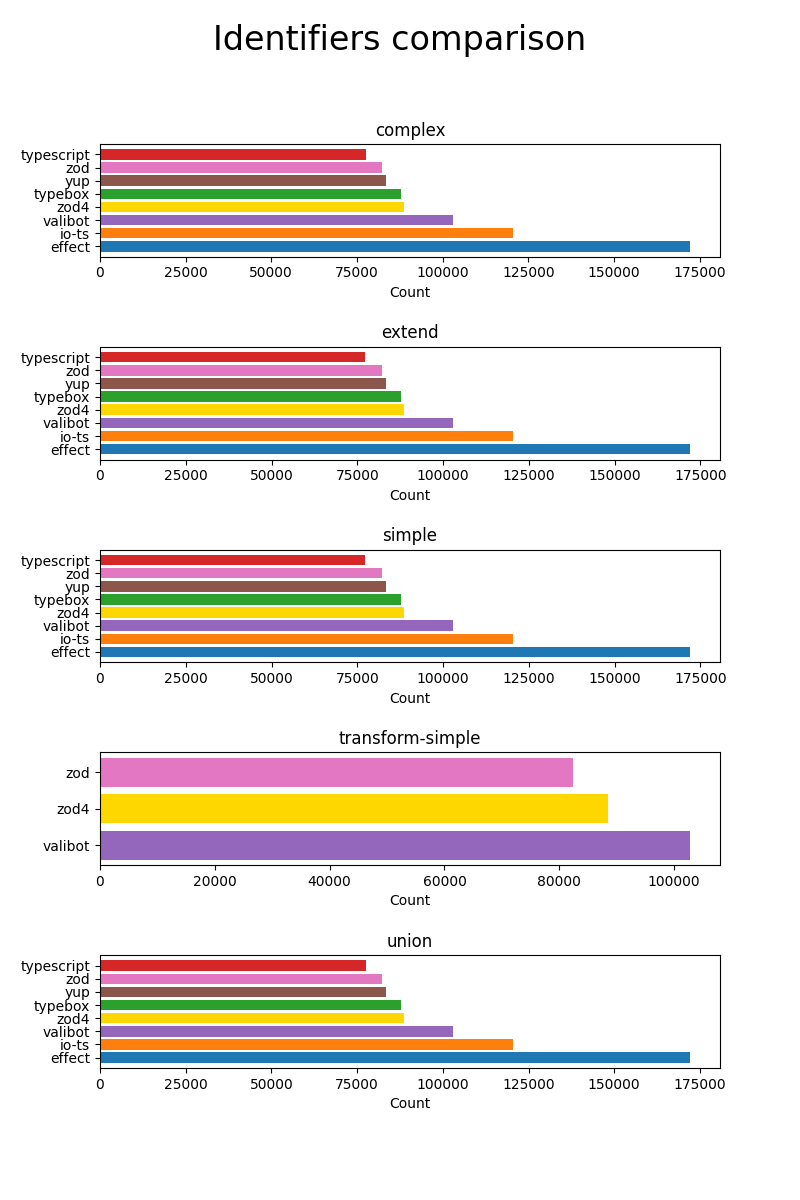 Identifiers comparison
complex
typescript
zod
yup
typebox
zod4
valibot
io-ts
effect
0 25000 50000 75000 100000 125000 150000 175000
Count
extend
typescript
zod
yup
typebox
zod4
valibot
io-ts
effect
0 25000 50000 75000 100000 125000 150000 175000
Count
simple
typescript
zod
yup
typebox
zod4
valibot
io-ts
effect
0 25000 50000 75000 100000 125000 150000 175000
Count
transform-simple
zod
zod4
valibot
0 20000 40000 60000 80000 100000
Count
union
typescript
zod
yup
typebox
zod4
valibot
io-ts
effect
0 25000 50000 75000 100000 125000 150000 175000
Count